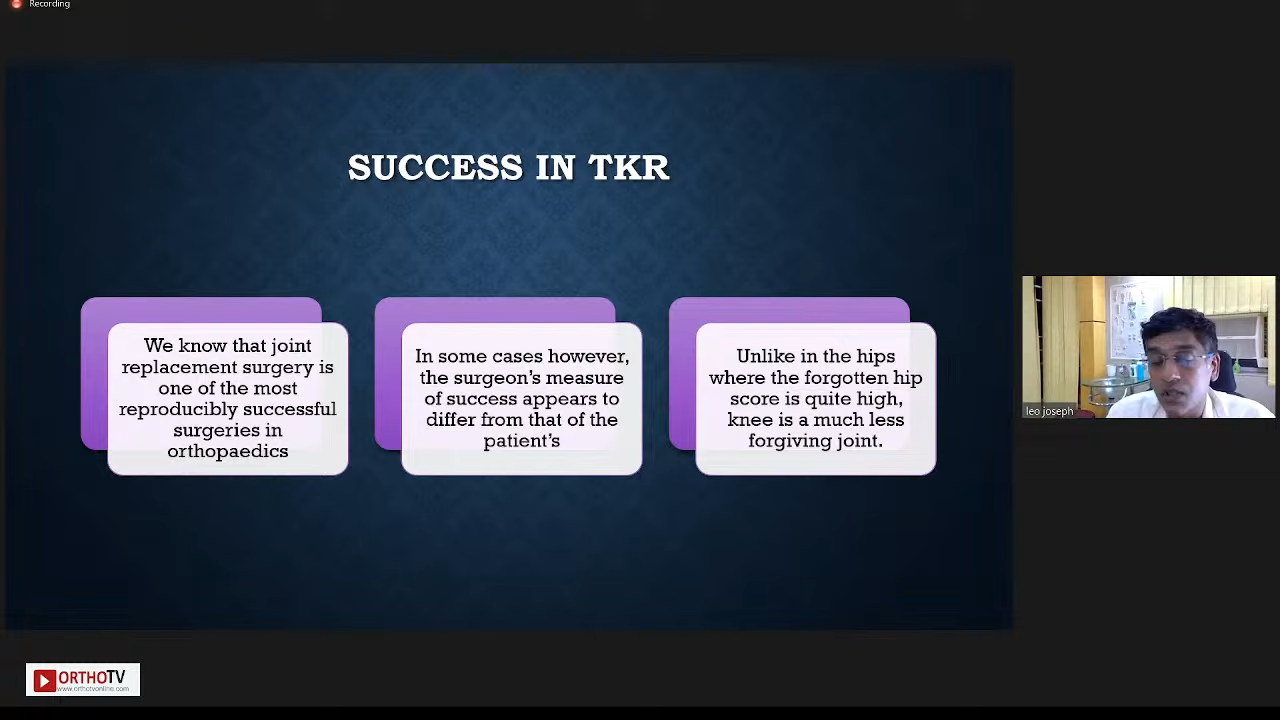 Recording
SUCCESS IN TKR
We know that joint
replacement surgery is
one of the most
reproducibly successful
surgeries in
orthopaedics
In some cases however,
the surgeon's measure
of success appears to
differ from that of the
patient's
Unlike in the hips
where the forgotten hip
score is quite high,
knee is a much less
forgiving joint.
leo joseph
ORTHOTV
www.orthotvonline.com